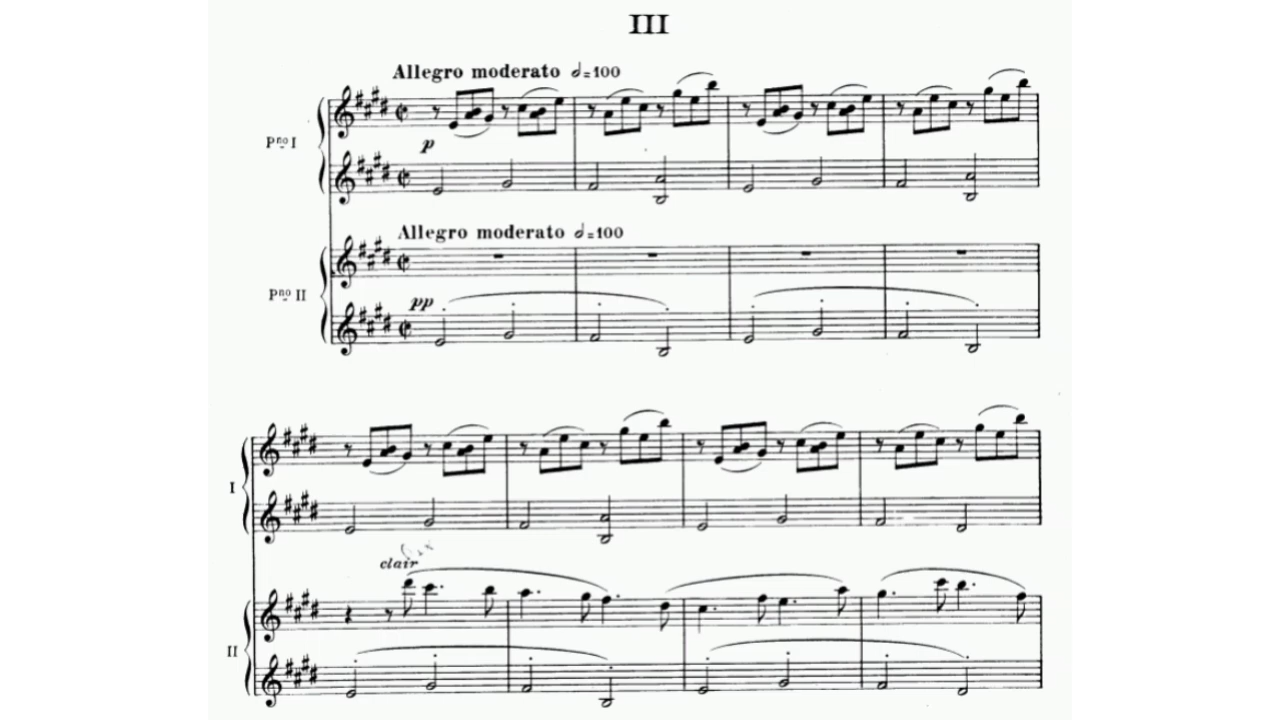 III
Allegro moderato 𝅗𝅥=100
Pno I
p
Allegro moderato 𝅗𝅥=100
Pno II
pp
I
clair
II